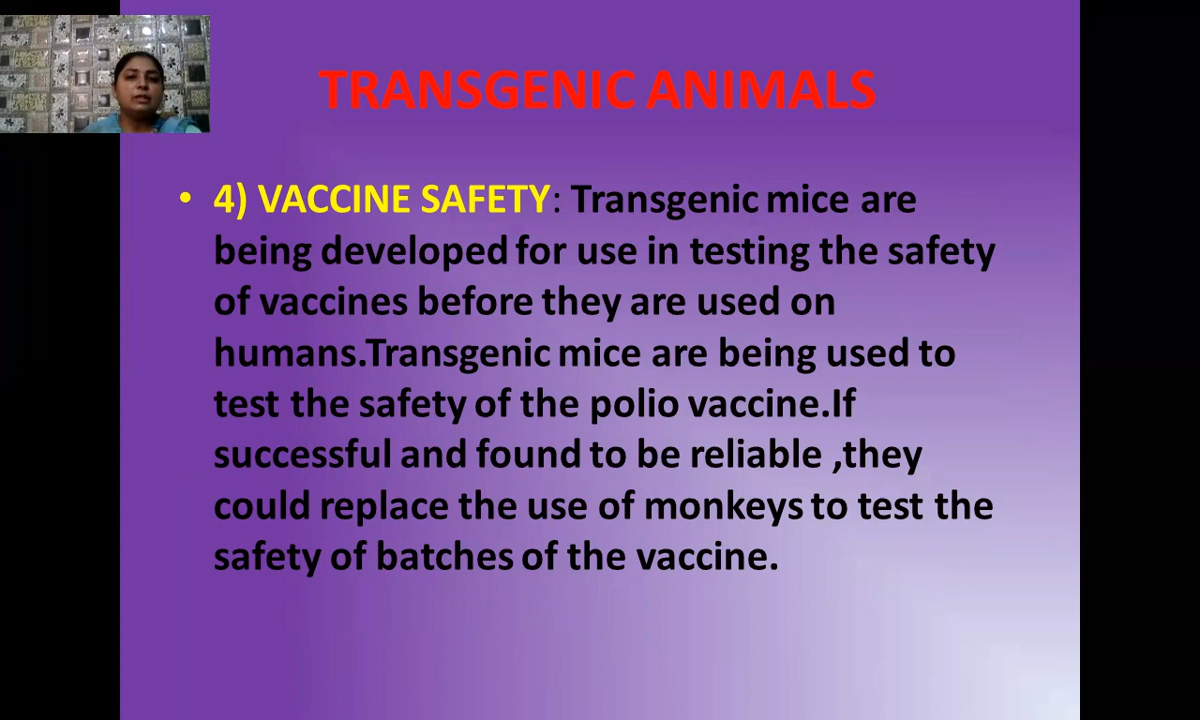 TRANSGENIC ANIMALS
• 4) VACCINE SAFETY: Transgenic mice are
being developed for use in testing the safety
of vaccines before they are used on
humans.Transgenic mice are being used to
test the safety of the polio vaccine.If
successful and found to be reliable ,they
could replace the use of monkeys to test the
safety of batches of the vaccine.